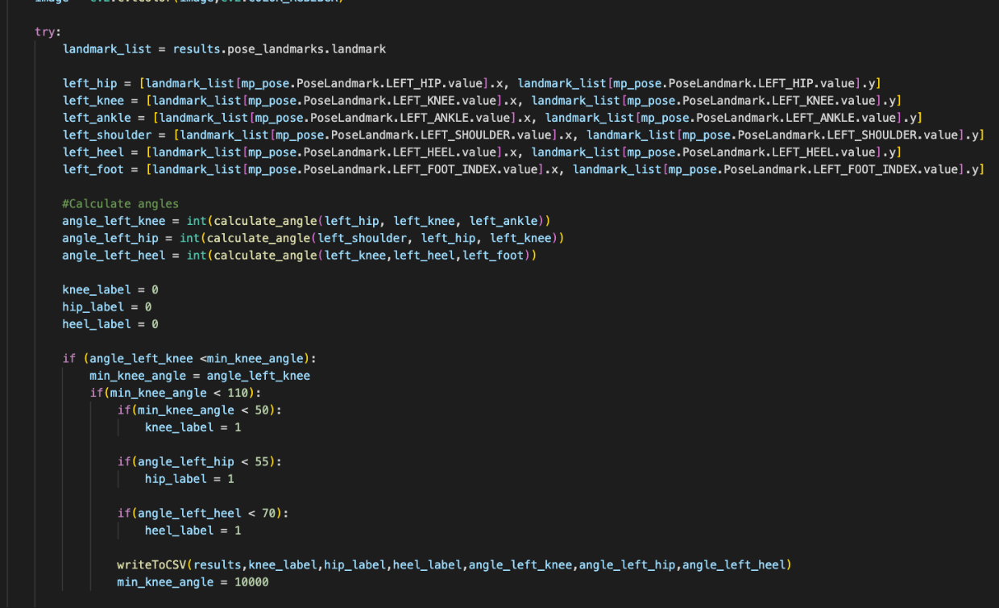 try:
landmark_list = results.pose_landmarks.landmark
left_hip = [landmark_list[mp_pose.PoseLandmark.LEFT_HIP.value].x, landmark_list[mp_pose.PoseLandmark.LEFT_HIP.value].y]
left_knee = [landmark_list[mp_pose.PoseLandmark.LEFT_KNEE.value].x, landmark_list[mp_pose.PoseLandmark.LEFT_KNEE.value].y]
left_ankle = [landmark_list[mp_pose.PoseLandmark.LEFT_ANKLE.value].x, landmark_list[mp_pose.PoseLandmark.LEFT_ANKLE.value].y]
left_shoulder = [landmark_list[mp_pose.PoseLandmark.LEFT_SHOULDER.value].x, landmark_list[mp_pose.PoseLandmark.LEFT_SHOULDER.value].y]
left_heel = [landmark_list[mp_pose.PoseLandmark.LEFT_HEEL.value].x, landmark_list[mp_pose.PoseLandmark.LEFT_HEEL.value].y]
left_foot = [landmark_list[mp_pose.PoseLandmark.LEFT_FOOT_INDEX.value].x, landmark_list[mp_pose.PoseLandmark.LEFT_FOOT_INDEX.value].y]
#Calculate angles
angle_left_knee = int(calculate_angle(left_hip, left_knee, left_ankle))
angle_left_hip = int(calculate_angle(left_shoulder, left_hip, left_knee))
angle_left_heel = int(calculate_angle(left_knee,left_heel,left_foot))
knee_label = 0
hip_label = 0
heel_label = 0
if (angle_left_knee <min_knee_angle):
min_knee_angle = angle_left_knee
if(min_knee_angle < 110):
if(min_knee_angle < 50):
knee_label = 1
if(angle_left_hip < 55):
hip_label = 1
if(angle_left_heel < 70):
heel_label = 1
writeToCSV(results,knee_label,hip_label,heel_label,angle_left_knee,angle_left_hip,angle_left_heel)
min_knee_angle = 10000